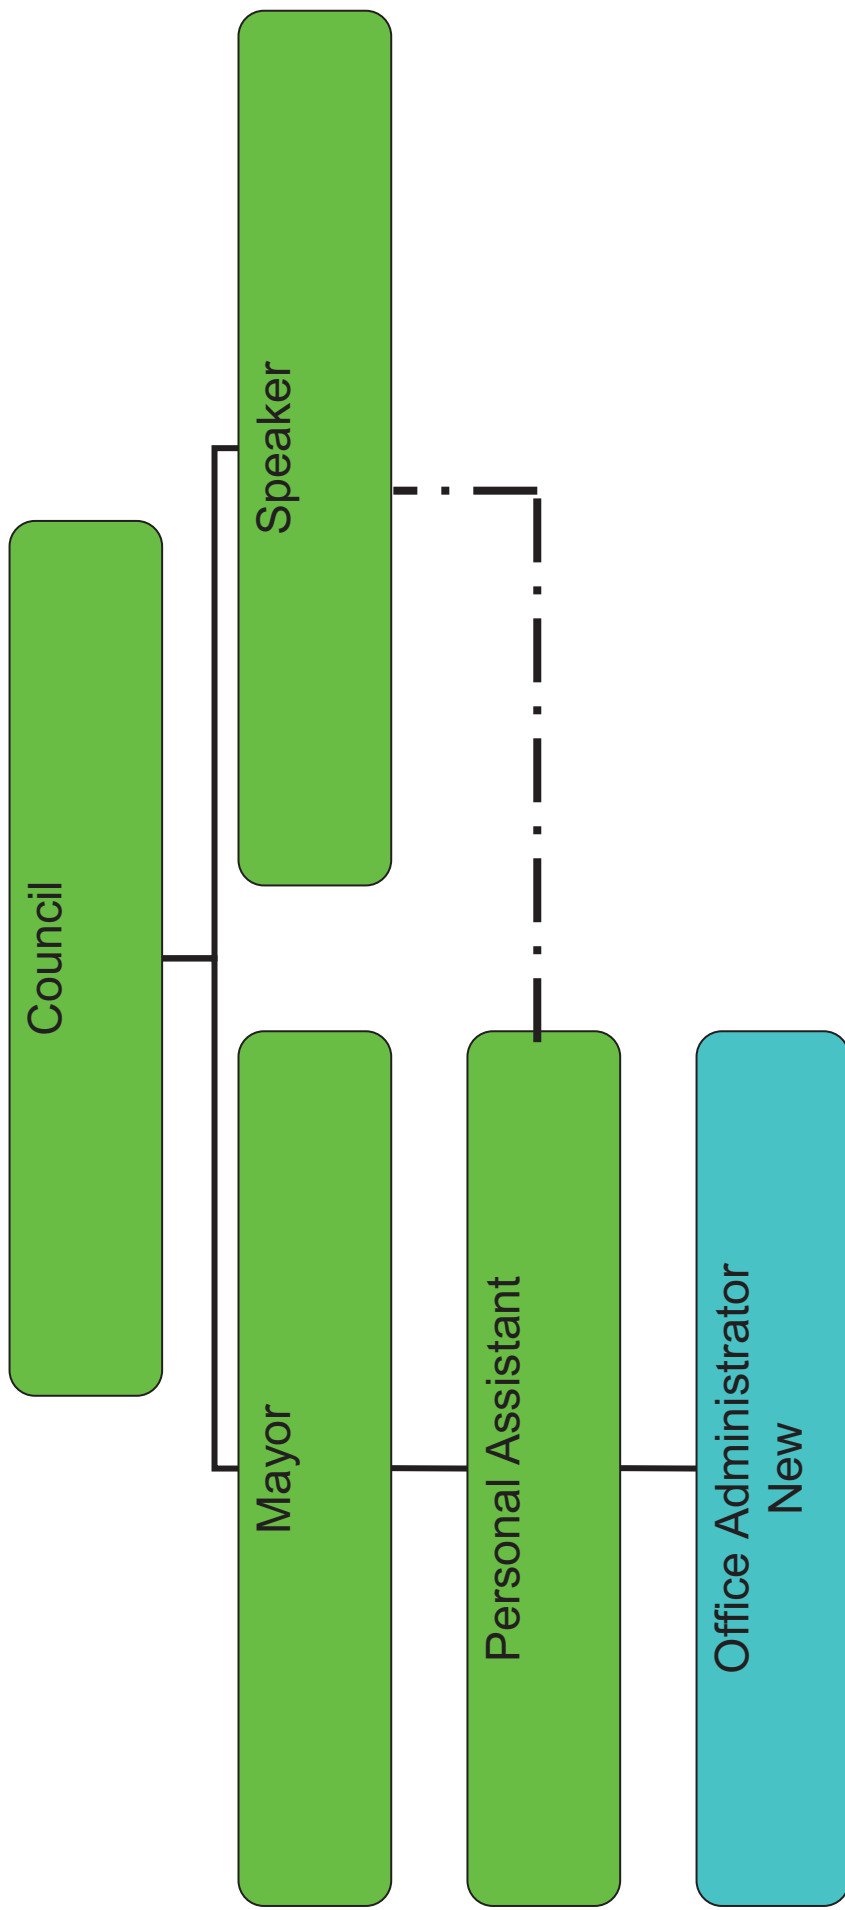 Council
Mayor
Speaker
Personal Assistant
Office Administrator
New